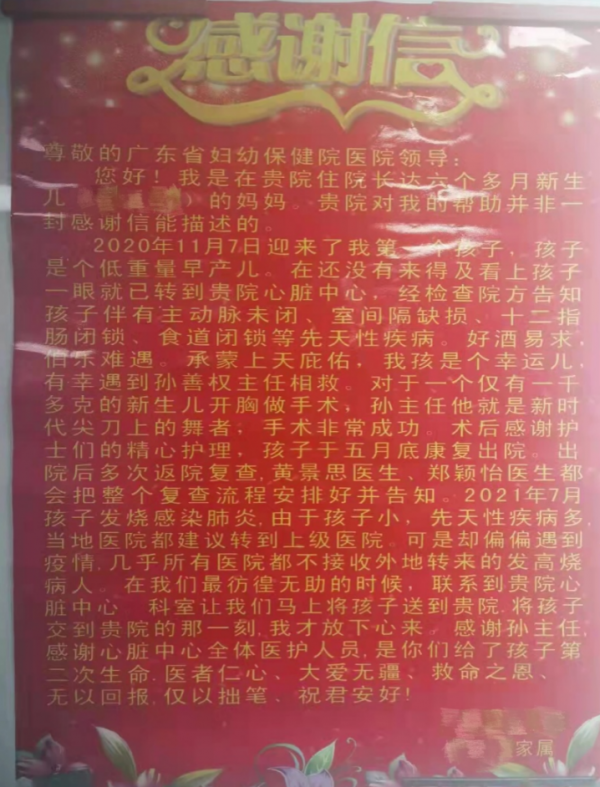 感谢信
尊敬的广东省妇幼保健院医院领导:
您好!我是在贵院住院长达六个多月新生
儿 ) 的妈妈。贵院对我的帮助并非一
封感谢信能描述的。
2020年11月7日迎来了我第一个孩子,孩子
是个低重量早产儿。在还没有来得及看上孩子
一眼就已转到贵院心脏中心,经检查院方告知
孩子伴有主动脉未闭、室间隔缺损、十二指
肠闭锁、食道闭锁等先天性疾病。好酒易求,
伯乐难遇。承蒙上天庇佑,我孩是个幸运儿,
有幸遇到孙善权主任相救。对于一个仅有一千
多克的新生儿开胸做手术,孙主任他就是新时
代尖刀上的舞者,手术非常成功。术后感谢护
士们的精心护理,孩子于五月底康复出院。出
院后多次返院复查,黄景思医生、郑颖怡医生都
会把整个复查流程安排好并告知。2021年7月
孩子发烧感染肺炎,由于孩子小,先天性疾病多,
当地医院都建议转到上级医院。可是却偏偏遇到
疫情,几乎所有医院都不接收外地转来的发高烧
病人。在我们最彷徨无助的时候,联系到贵院心
脏中心 科室让我们马上将孩子送到贵院,将孩子
交到贵院的那一刻,我才放下心来 感谢孙主任,
感谢心脏中心全体医护人员,是你们给了孩子第
二次生命.医者仁心、大爱无疆、救命之恩、
无以回报,仅以拙笔、祝君安好!
家属